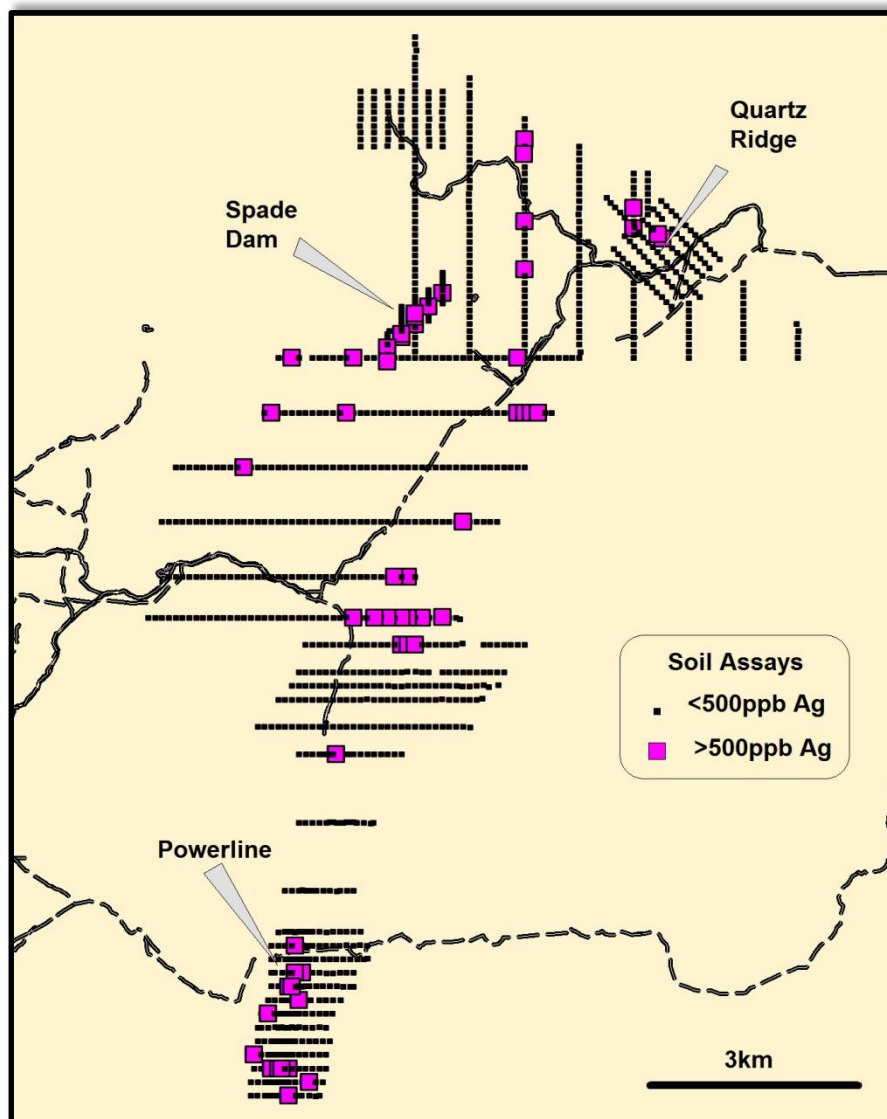 Quartz
Ridge
Spade
Dam
Soil Assays
<500ppb Ag
>500ppb Ag
Powerline
3km